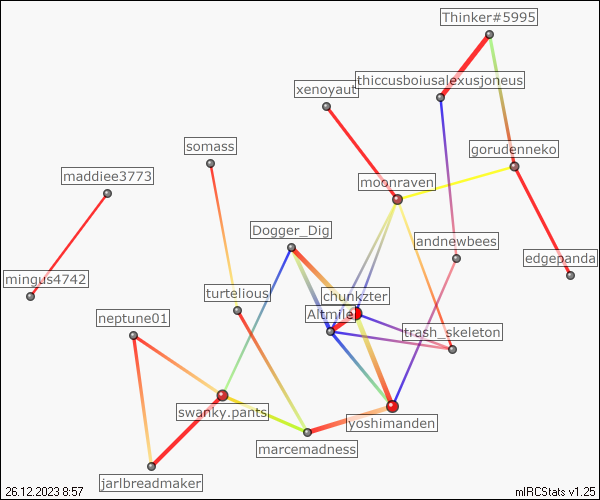 Thinker#5995
thiccusboiusalexusjoneus
xenoyaut
somass
gorudenneko
maddiee3773
moonraven
Dogger_Dig
andnewbees
edgepanda
mingus4742
turtelious
chunkzter
neptune01
Altmile
trash_skeleton
swanky.pants
yoshimanden
marcemadness
jarlbreadmaker
26.12.2023 8:57
mIRCStats v1.25